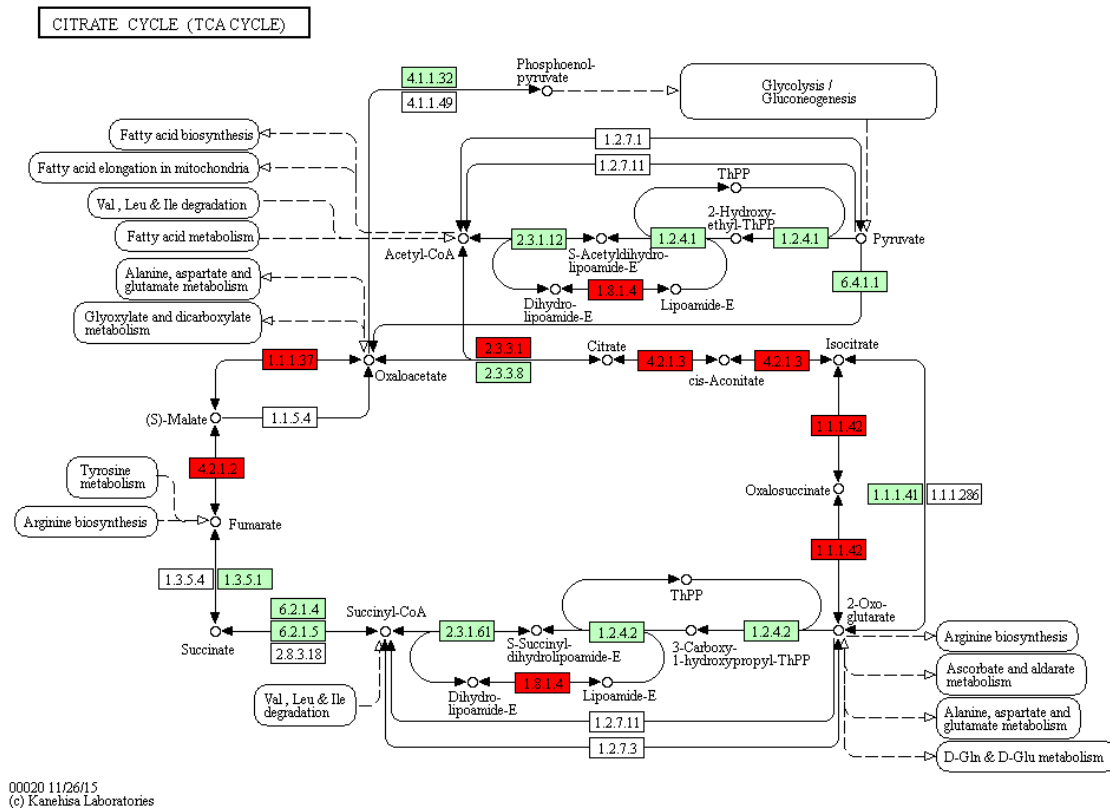 CITRATE CYCLE (TCA CYCLE)
Phosphoenol-
pyruvate
4.1.1.32
4.1.1.49
Glycolysis /
Gluconeogenesis
Fatty acid biosynthesis
Fatty acid elongation in mitochondria
Val , Leu & Ile degradation
Fatty acid metabolism
1.2.7.1
1.2.7.11
ThPP
2-Hydroxy-
ethyl-ThPP
Acetyl-CoA
2.3.1.12
S-Acetyldihydro-
lipoamide-E
1.2.4.1
1.2.4.1
Pyruvate
Alanine, aspartate and
glutamate metabolism
Glyoxylate and dicarboxylate
metabolism
Dihydro-
lipoamide-E
1.8.1.4
Lipoamide-E
6.4.1.1
1.1.1.37
Oxaloacetate
2.3.3.1
2.3.3.8
Citrate
4.2.1.3
cis-Aconitate
4.2.1.3
Isocitrate
(S)-Malate
1.1.5.4
1.1.1.42
4.2.1.2
Tyrosine
metabolism
Oxalosuccinate
1.1.1.41
1.1.1.286
Arginine biosynthesis
Fumarate
1.1.1.42
1.3.5.4
1.3.5.1
ThPP
6.2.1.4
6.2.1.5
2.8.3.18
Succinate
Succinyl-CoA
2.3.1.61
S-Succinyl-
dihydrolipoamide-E
1.2.4.2
3-Carboxy-
1-hydroxypropyl-ThPP
1.2.4.2
2-Oxo-
glutarate
Arginine biosynthesis
Ascorbate and aldarate
metabolism
Alanine, aspartate and
glutamate metabolism
D-Gln & D-Glu metabolism
Val , Leu & Ile
degradation
Dihydro-
lipoamide-E
1.8.1.4
Lipoamide-E
1.2.7.11
1.2.7.3
00020 11/26/15
(c) Kanehisa Laboratories